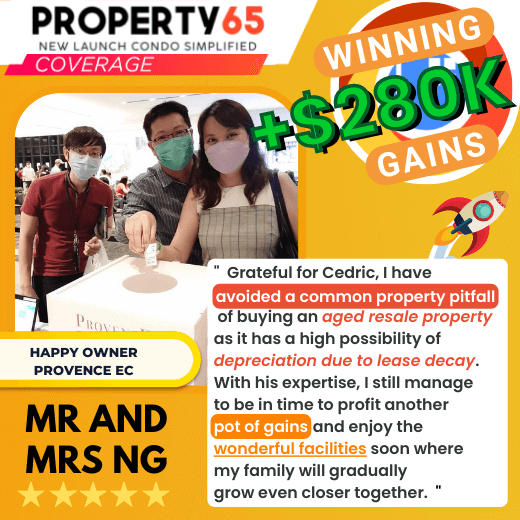 PROPERTY65
NEW LAUNCH CONDO SIMPLIFIED
COVERAGE
WINNING
+$280K
GAINS
" Grateful for Cedric, I have
avoided a common property pitfall
of buying an aged resale property
as it has a high possibility of
depreciation due to lease decay.
With his expertise, I still manage
to be in time to profit another
pot of gains and enjoy the
wonderful facilities soon where
my family will gradually
grow even closer together. "
HAPPY OWNER
PROVENCE EC
MR AND
MRS NG